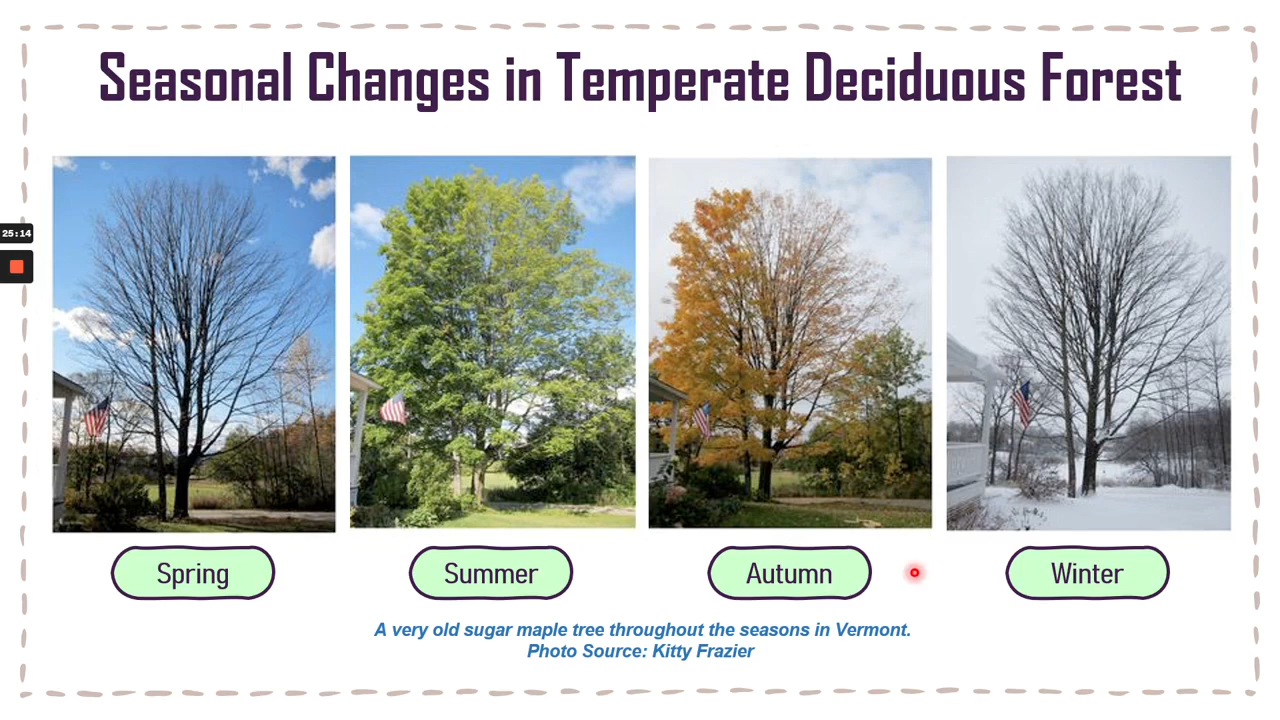 Seasonal Changes in Temperate Deciduous Forest
25:14
Spring
Summer
Autumn
Winter
A very old sugar maple tree throughout the seasons in Vermont.
Photo Source: Kitty Frazier